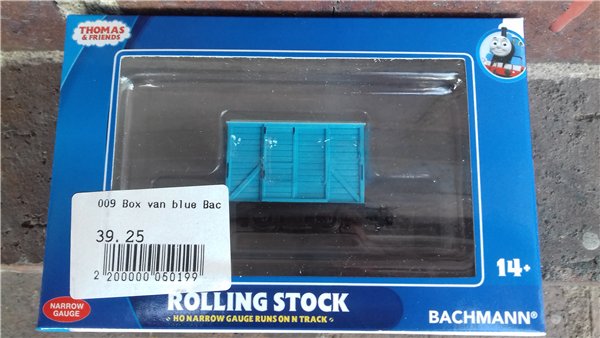 THOMAS
& FRIENDS
009 Box van blue Bac
39.25
2 200000 060199
14+
NARROW
GAUGE
ROLLING STOCK
HO NARROW GAUGE RUNS ON N TRACK
BACHMANN